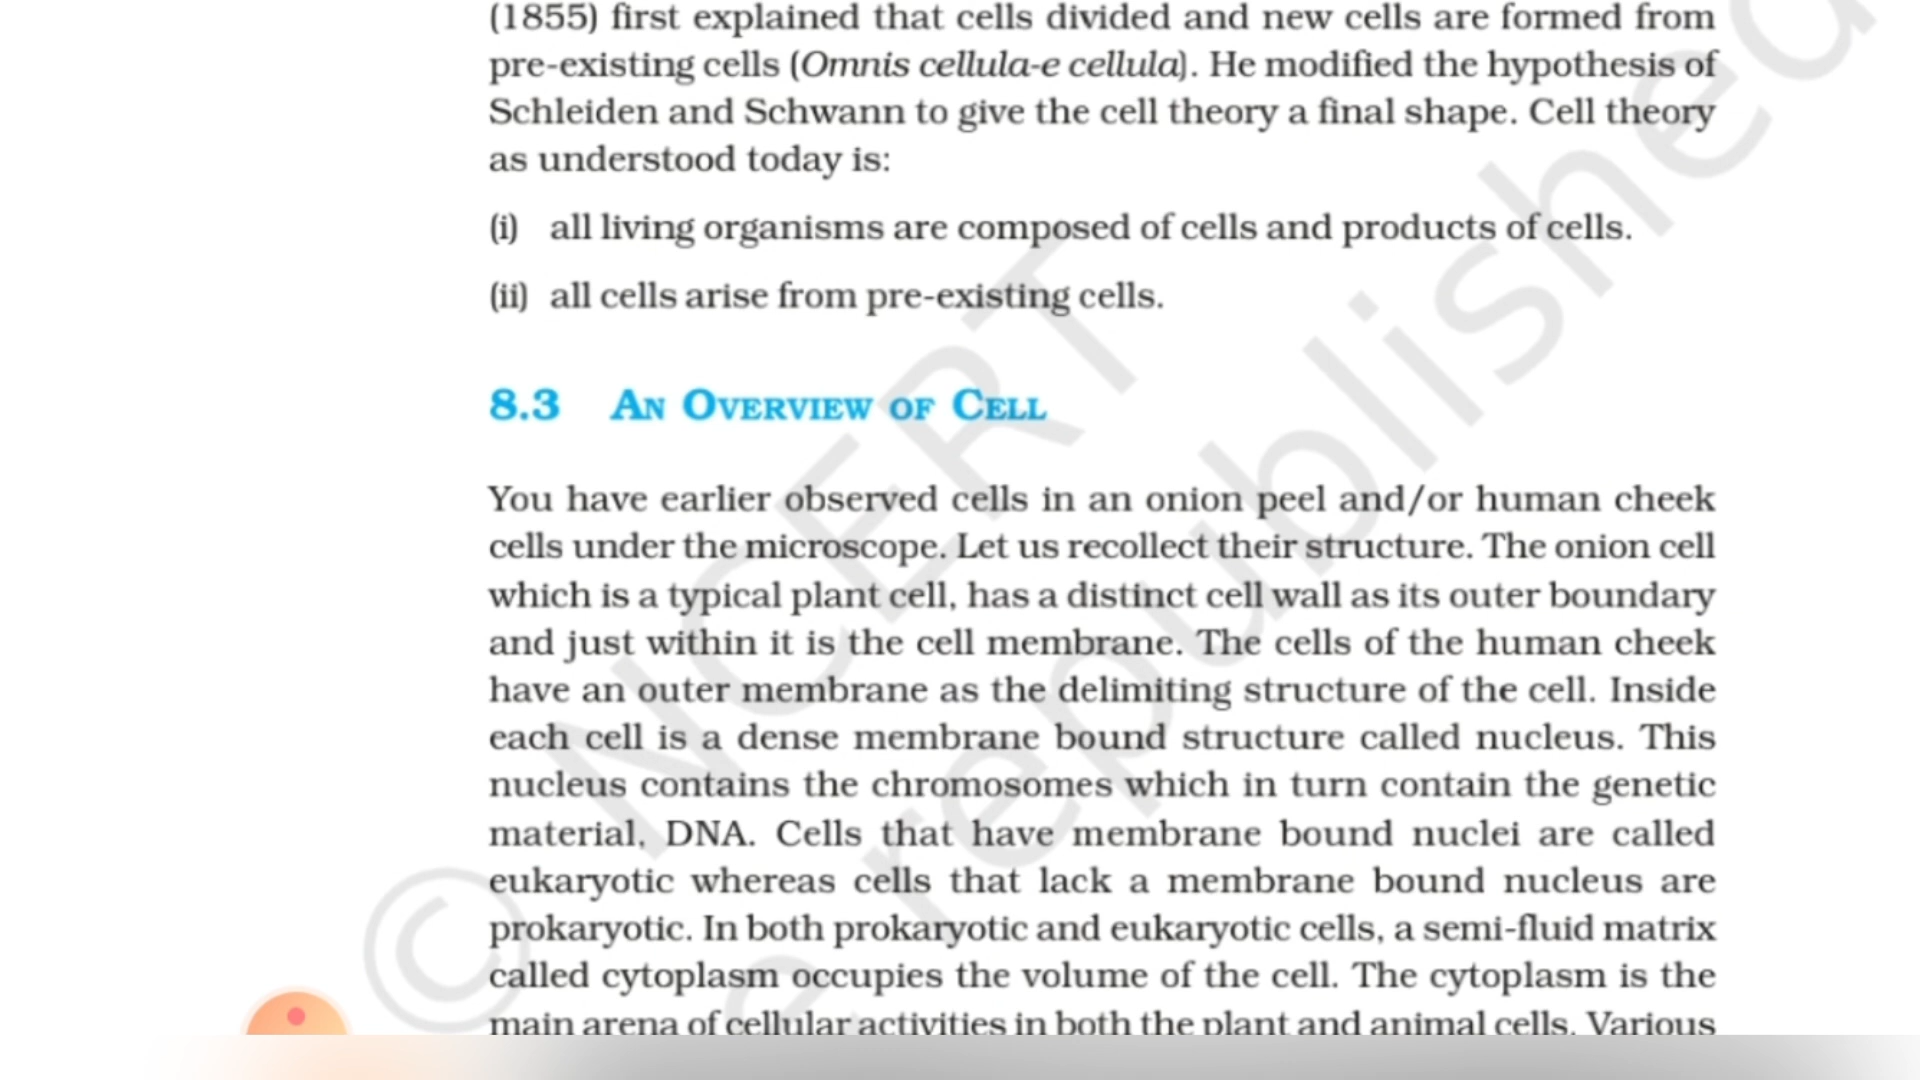 (1855) first explained that cells divided and new cells are formed from
pre-existing cells (Omnis cellula-e cellula). He modified the hypothesis of
Schleiden and Schwann to give the cell theory a final shape. Cell theory
as understood today is:
(i) all living organisms are composed of cells and products of cells.
(ii) all cells arise from pre-existing cells.
8.3 AN OVERVIEW OF CELL
You have earlier observed cells in an onion peel and/or human cheek
cells under the microscope. Let us recollect their structure. The onion cell
which is a typical plant cell, has a distinct cell wall as its outer boundary
and just within it is the cell membrane. The cells of the human cheek
have an outer membrane as the delimiting structure of the cell. Inside
each cell is a dense membrane bound structure called nucleus. This
nucleus contains the chromosomes which in turn contain the genetic
material, DNA. Cells that have membrane bound nuclei are called
eukaryotic whereas cells that lack a membrane bound nucleus are
prokaryotic. In both prokaryotic and eukaryotic cells, a semi-fluid matrix
called cytoplasm occupies the volume of the cell. The cytoplasm is the
main arena of cellular activities in both the plant and animal cells. Various
© NCERT
e republished